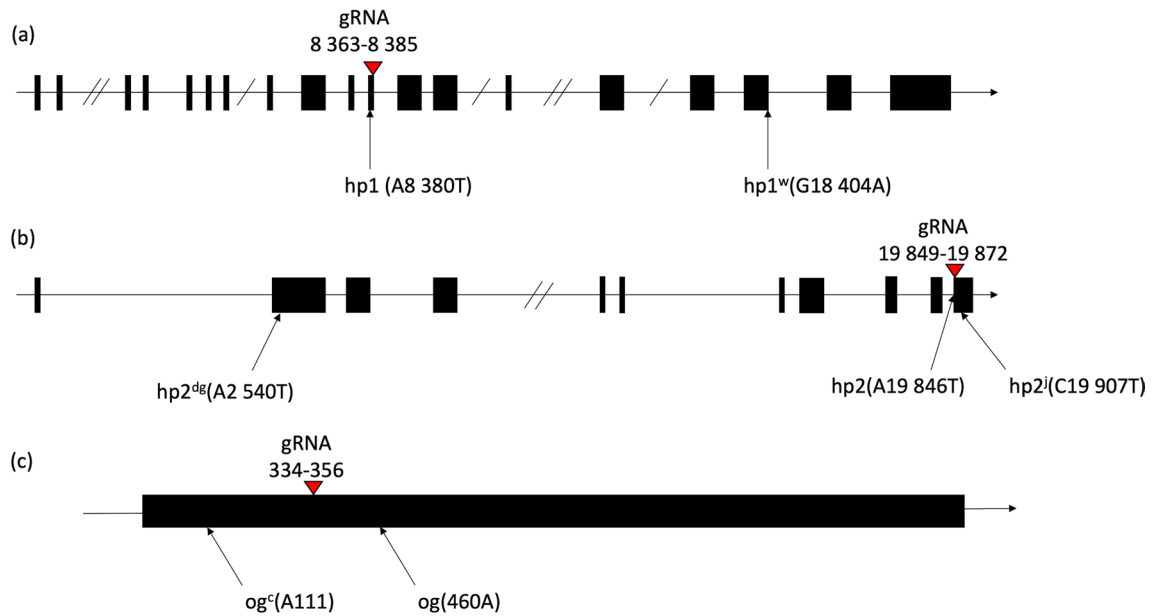 (a)
gRNA
8 363-8 385
hp1 (A8 380T)
hp1ʷ(G18 404A)
(b)
gRNA
19 849-19 872
hp2ᵈᵍ(A2 540T)
hp2(A19 846T)
hp2ʲ(C19 907T)
(c)
gRNA
334-356
ogᶜ(A111)
og(460A)